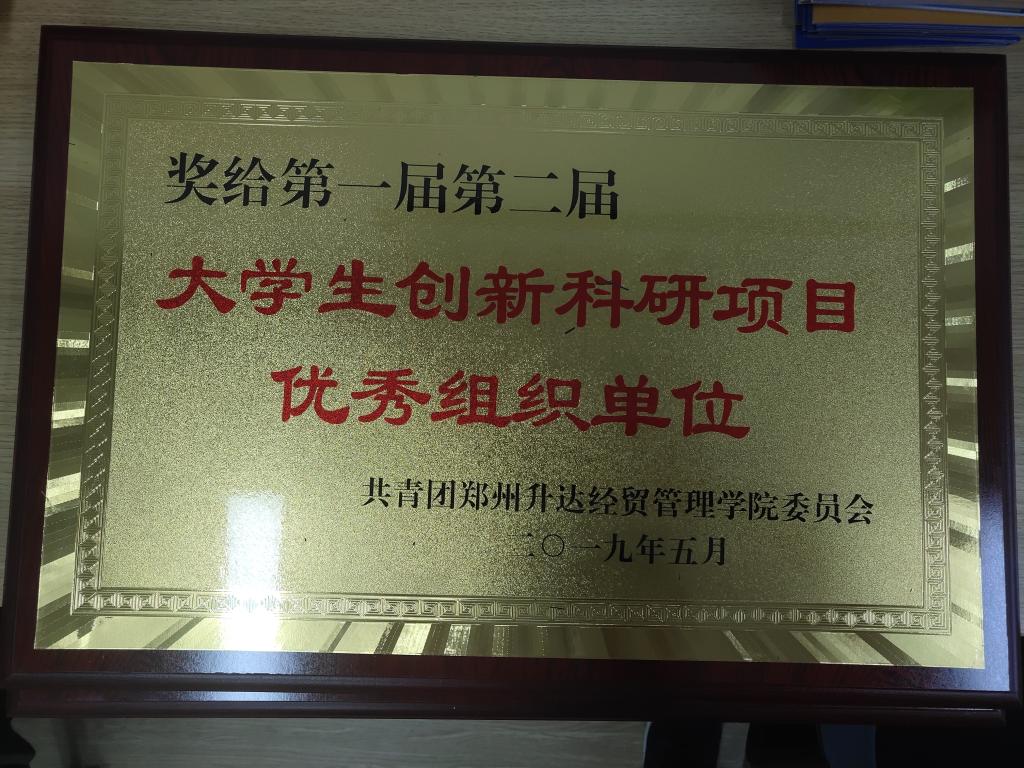 奖给第一届第二届
大学生创新科研项目
优秀组织单位
共青团郑州升达经贸管理学院委员会
二〇一九年五月